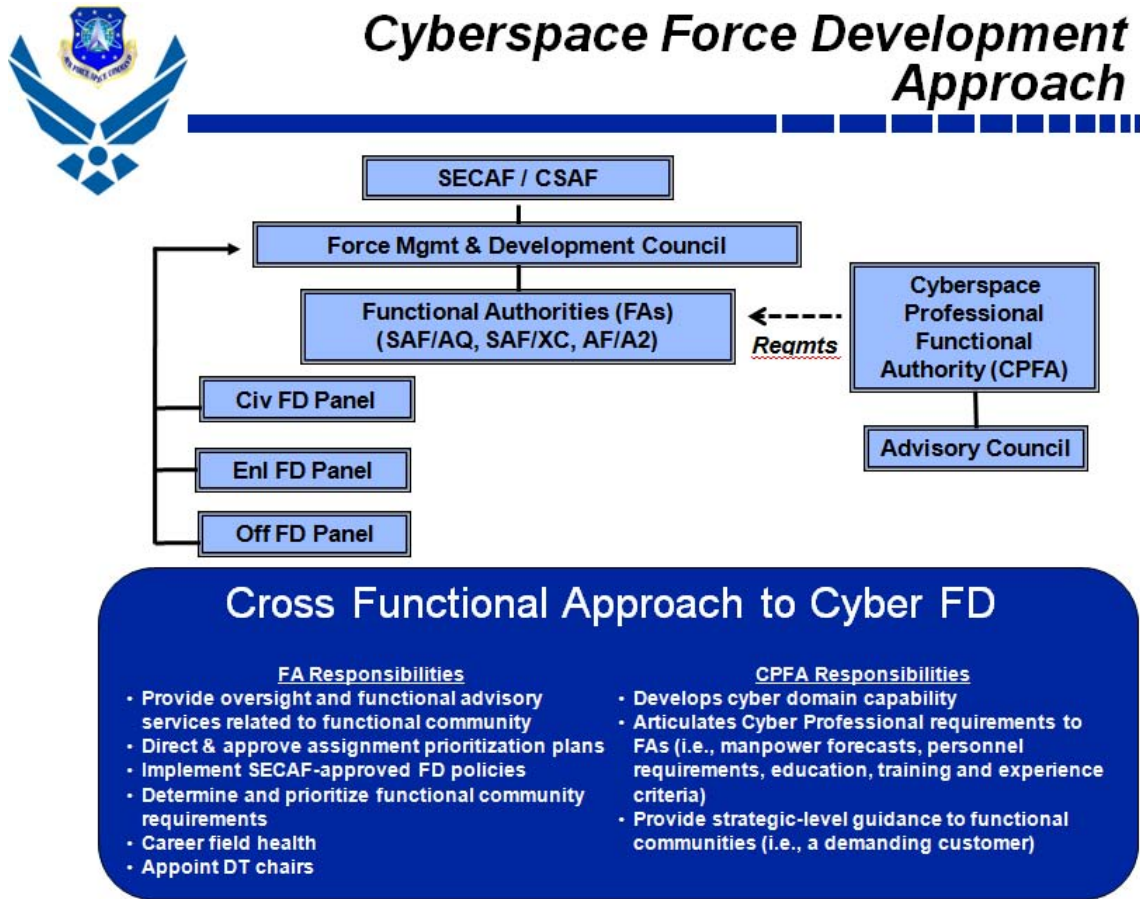 Cyberspace Force Development
Approach
SECAF / CSAF
Force Mgmt & Development Council
Functional Authorities (FAs)
(SAF/AQ, SAF/XC, AF/A2)
Reqmts
Cyberspace
Professional
Functional
Authority (CPFA)
Advisory Council
Civ FD Panel
Enl FD Panel
Off FD Panel
Cross Functional Approach to Cyber FD
FA Responsibilities
• Provide oversight and functional advisory
services related to functional community
• Direct & approve assignment prioritization plans
• Implement SECAF-approved FD policies
• Determine and prioritize functional community
requirements
• Career field health
• Appoint DT chairs
CPFA Responsibilities
• Develops cyber domain capability
• Articulates Cyber Professional requirements to
FAs (i.e., manpower forecasts, personnel
requirements, education, training and experience
criteria)
• Provide strategic-level guidance to functional
communities (i.e., a demanding customer)